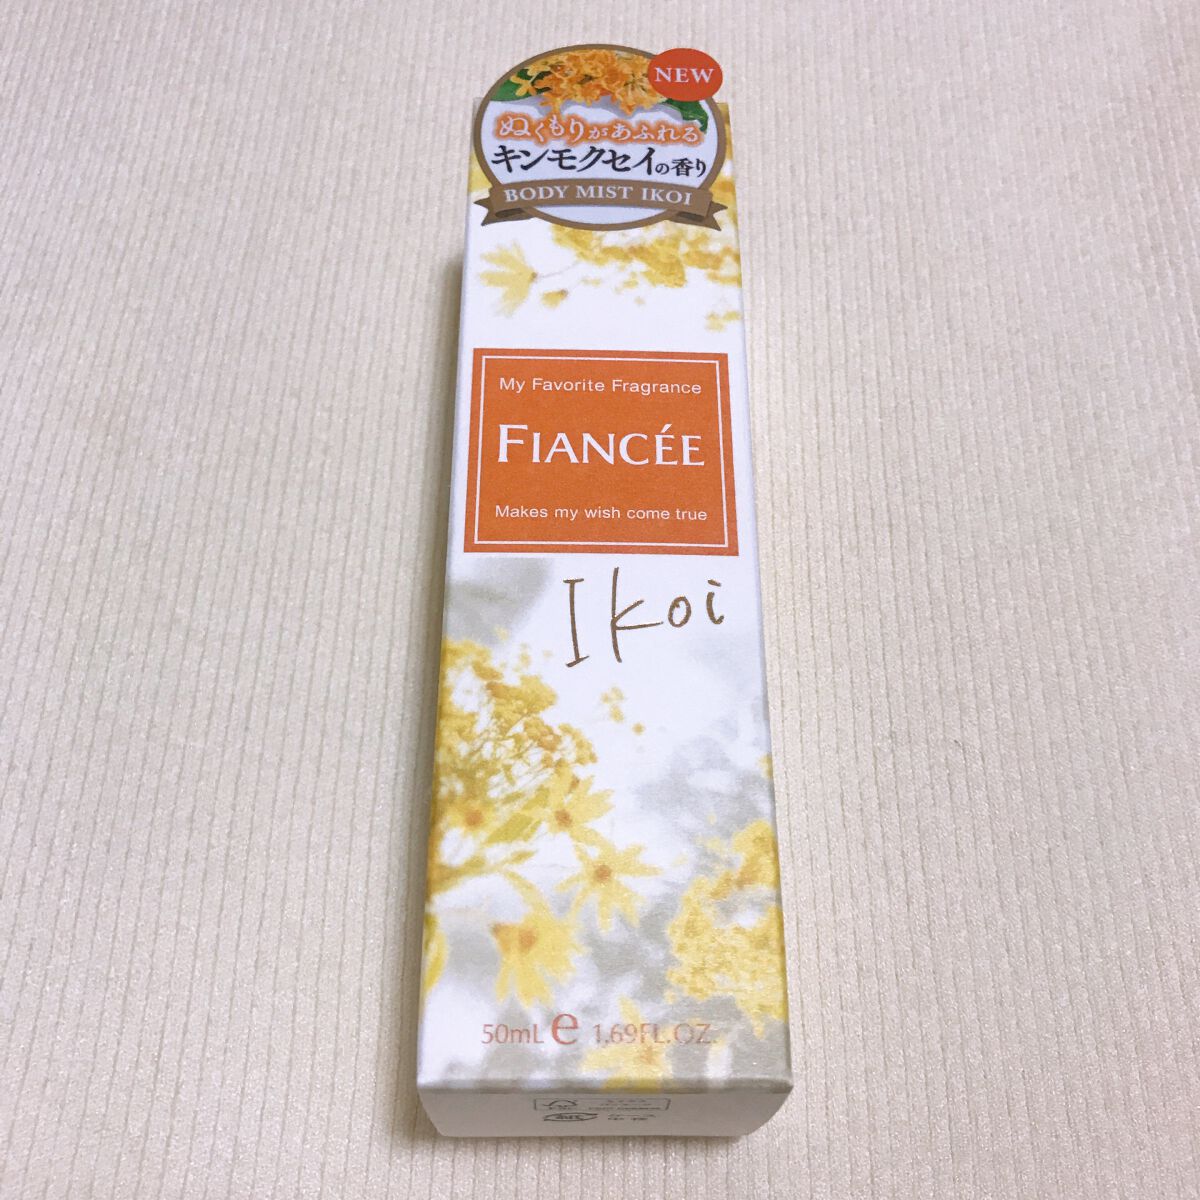 NEW
ぬくもりがあふれる
キンモクセイの香り
BODY MIST IKOI
My Favorite Fragrance
FIANCÉE
Makes my wish come true
Ikoi
50mL e 1.69FL.OZ.